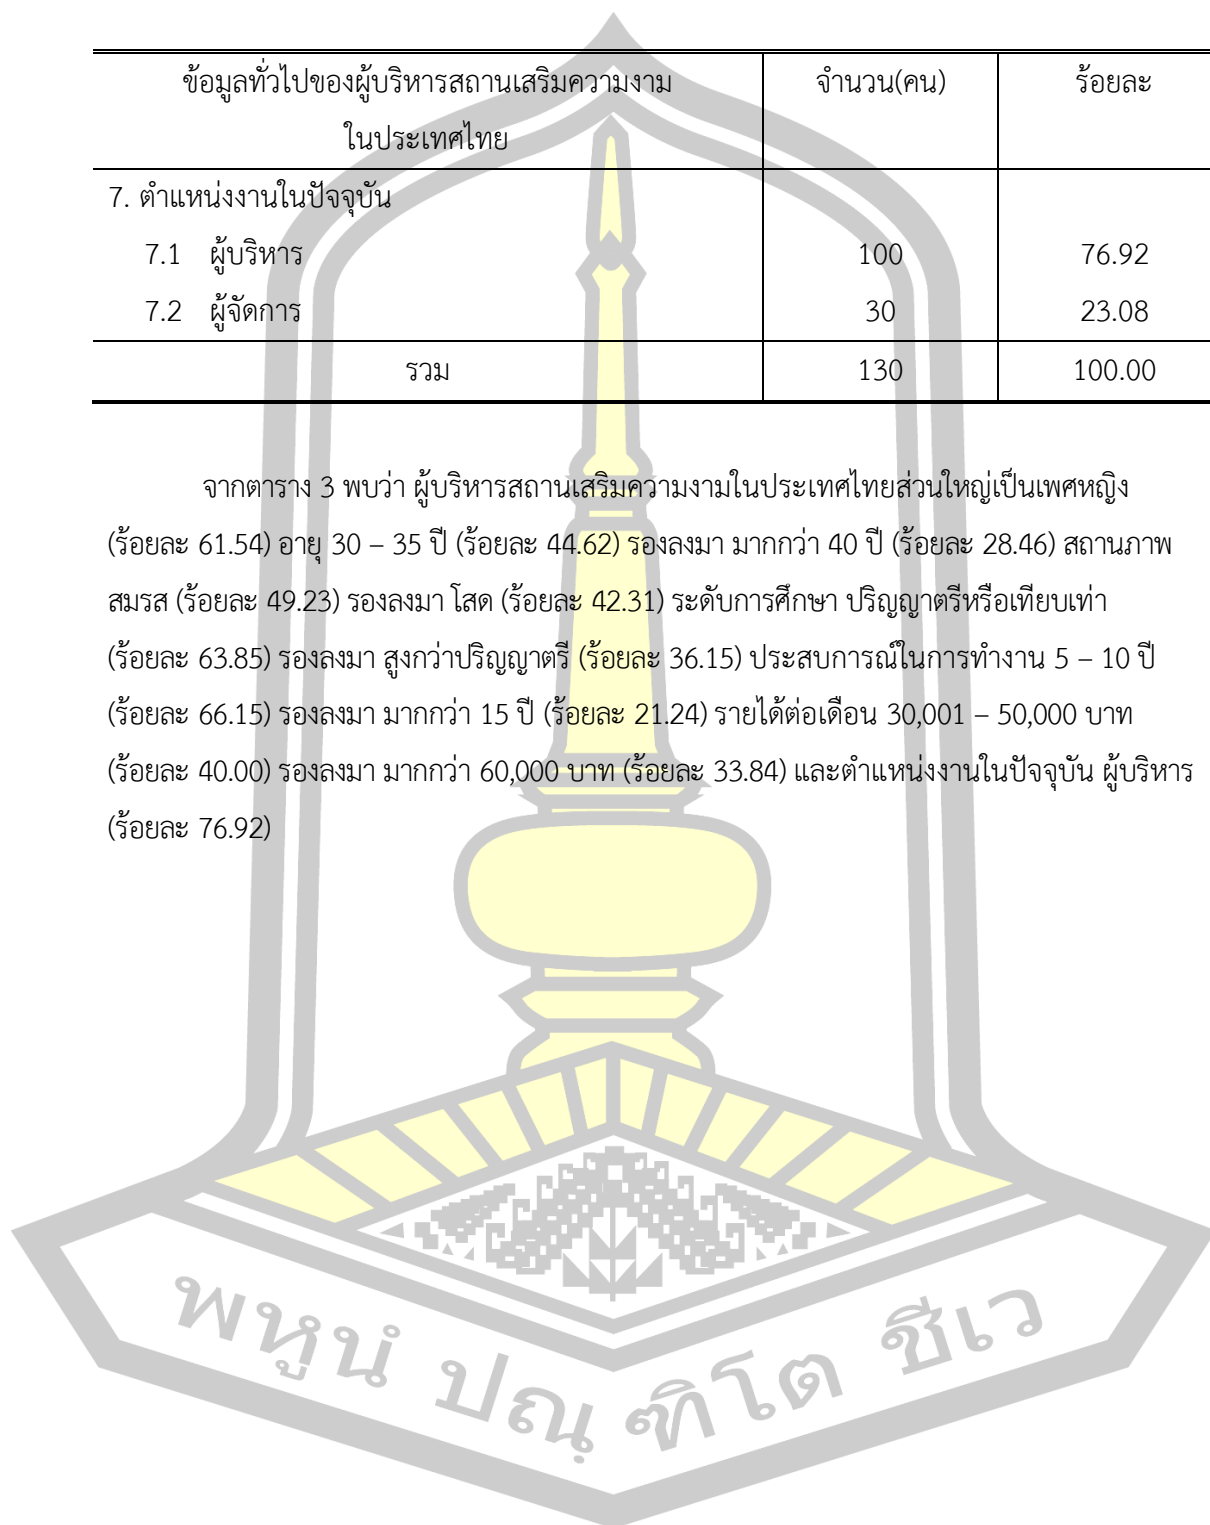 ข้อมูลทั่วไปของผู้บริหารสถานเสริมความงาม จำนวน(คน) ร้อยละ
ในประเทศไทย
7. ตำแหน่งงานในปัจจุบัน
7.1 ผู้บริหาร 100 76.92
7.2 ผู้จัดการ 30 23.08
รวม 130 100.00
จากตาราง 3 พบว่า ผู้บริหารสถานเสริมความงามในประเทศไทยส่วนใหญ่เป็นเพศหญิง
(ร้อยละ 61.54) อายุ 30 – 35 ปี (ร้อยละ 44.62) รองลงมา มากกว่า 40 ปี (ร้อยละ 28.46) สถานภาพ
สมรส (ร้อยละ 49.23) รองลงมา โสด (ร้อยละ 42.31) ระดับการศึกษา ปริญญาตรีหรือเทียบเท่า
(ร้อยละ 63.85) รองลงมา สูงกว่าปริญญาตรี (ร้อยละ 36.15) ประสบการณ์ในการทำงาน 5 – 10 ปี
(ร้อยละ 66.15) รองลงมา มากกว่า 15 ปี (ร้อยละ 21.24) รายได้ต่อเดือน 30,001 – 50,000 บาท
(ร้อยละ 40.00) รองลงมา มากกว่า 60,000 บาท (ร้อยละ 33.84) และตำแหน่งงานในปัจจุบัน ผู้บริหาร
(ร้อยละ 76.92)
พหูนํ ปณฺฑิโต ชีเว